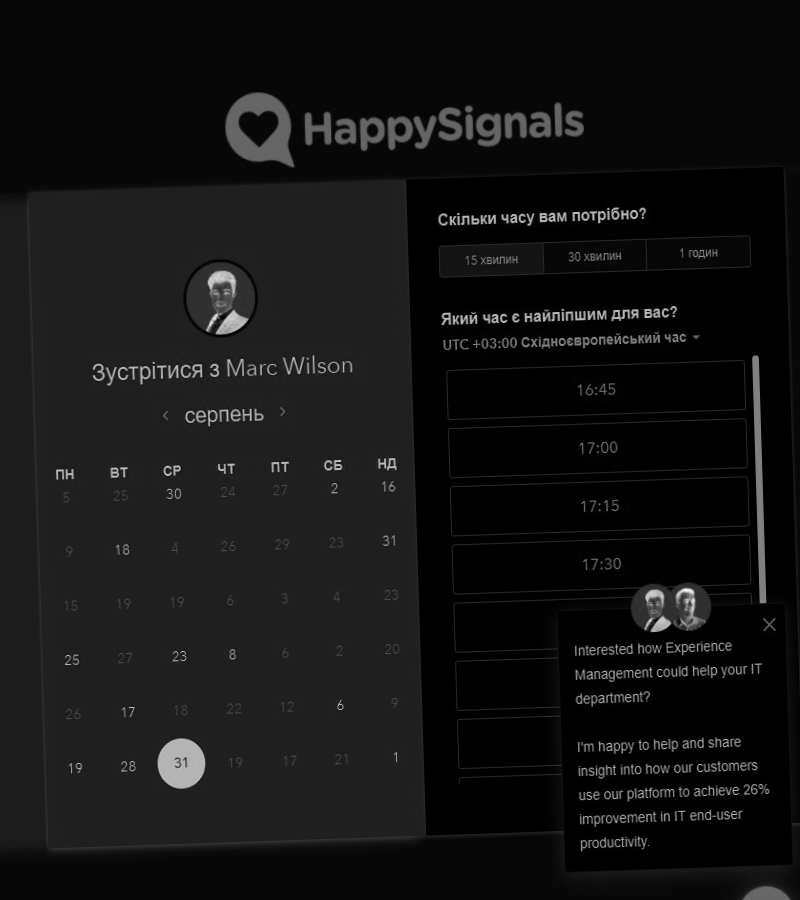 HappySignals
Зустрітися з Marc Wilson
серпень
ПН ВТ СР ЧТ ПТ СБ НД
5 25 30 24 27 2 16
9 18 4 26 29 23 31
15 19 19 6 3 4 23
25 27 23 8 6 2 20
26 17 18 22 12 6 9
19 28 31 19 17 21 1
Скільки часу вам потрібно?
15 хвилин 30 хвилин 1 годин
Який час є найліпшим для вас?
UTC +03:00 Східноєвропейський час
16:45
17:00
17:15
17:30
Interested how Experience
Management could help your IT
department?
I'm happy to help and share
insight into how our customers
use our platform to achieve 26%
improvement in IT end-user
productivity.